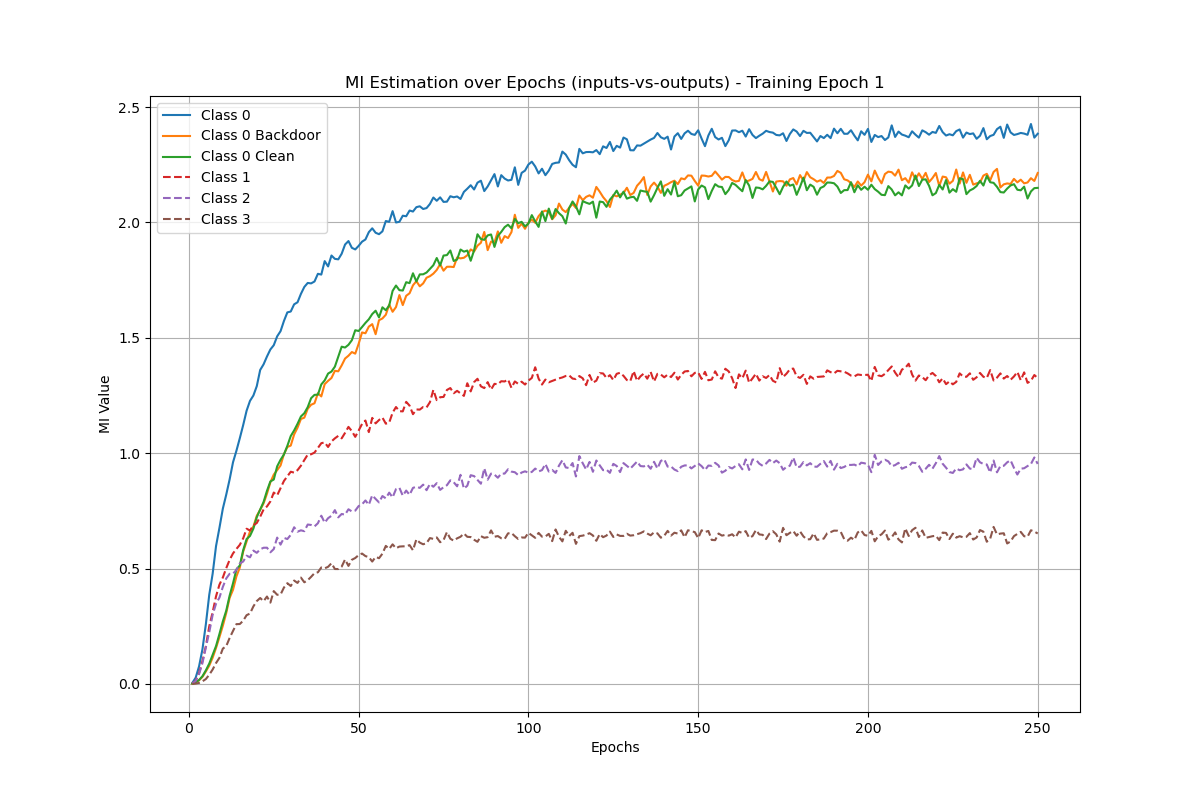 MI Estimation over Epochs (inputs-vs-outputs) - Training Epoch 1
Class 0
Class 0 Backdoor
Class 0 Clean
Class 1
Class 2
Class 3
MI Value
2.5
2.0
1.5
1.0
0.5
0.0
0 50 100 150 200 250
Epochs